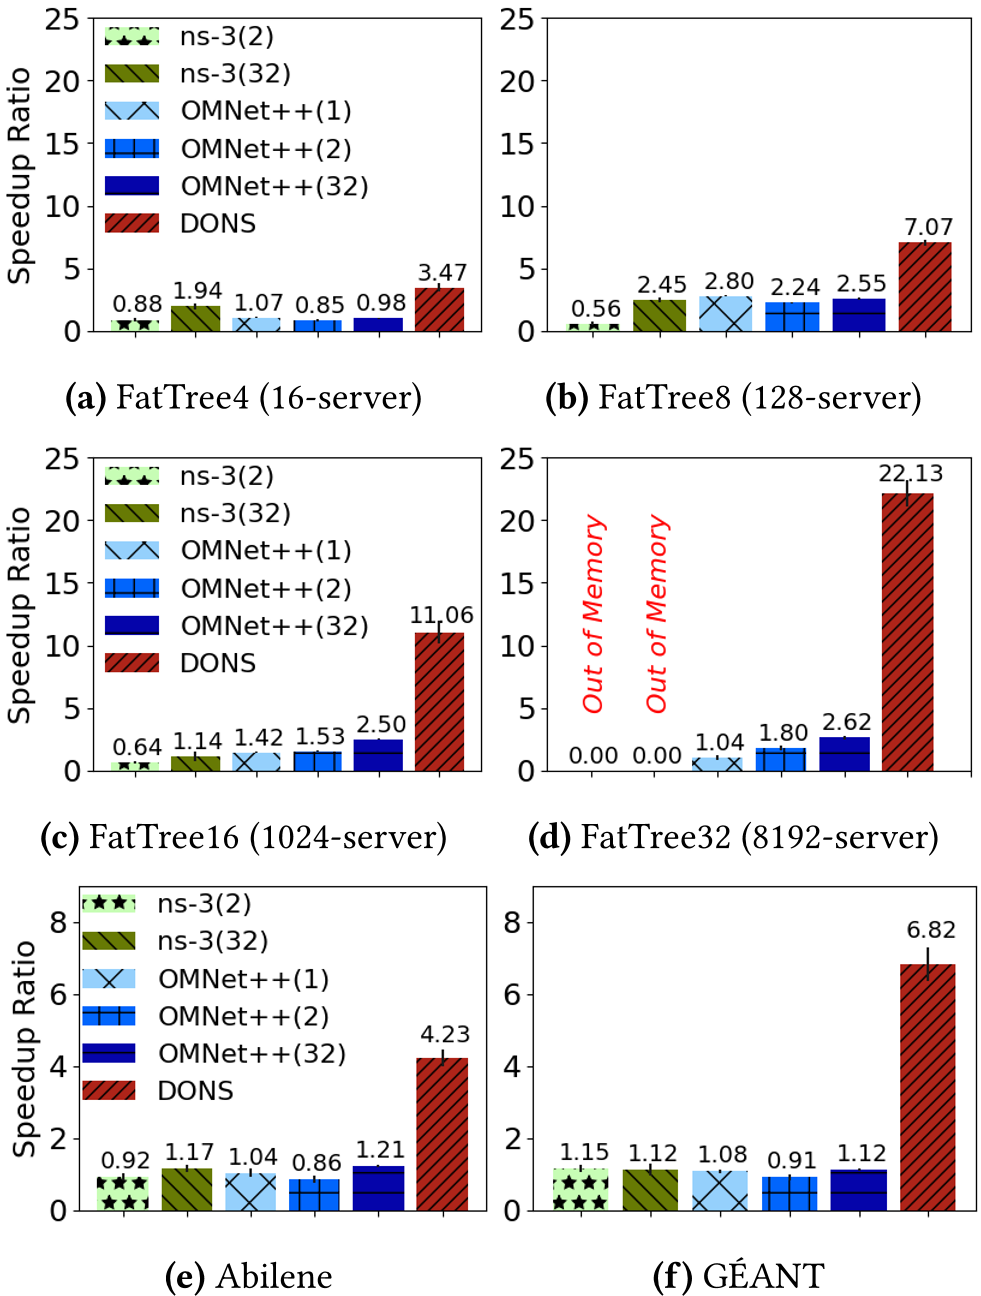 25
20
15
10
5
0
Speedup Ratio
ns-3(2)
ns-3(32)
OMNet++(1)
OMNet++(2)
OMNet++(32)
DONS
0.88 1.94 1.07 0.85 0.98 3.47
(a) FatTree4 (16-server)
25
20
15
10
5
0
0.56 2.45 2.80 2.24 2.55 7.07
(b) FatTree8 (128-server)
25
20
15
10
5
0
Speedup Ratio
ns-3(2)
ns-3(32)
OMNet++(1)
OMNet++(2)
OMNet++(32)
DONS
0.64 1.14 1.42 1.53 2.50 11.06
(c) FatTree16 (1024-server)
25
20
15
10
5
0
Out of Memory
Out of Memory
0.00 0.00 1.04 1.80 2.62 22.13
(d) FatTree32 (8192-server)
8
6
4
2
0
Speedup Ratio
ns-3(2)
ns-3(32)
OMNet++(1)
OMNet++(2)
OMNet++(32)
DONS
0.92 1.17 1.04 0.86 1.21 4.23
(e) Abilene
8
6
4
2
0
1.15 1.12 1.08 0.91 1.12 6.82
(f) GÉANT